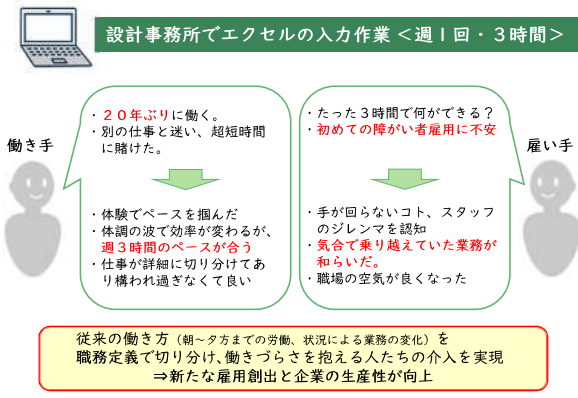 設計事務所でエクセルの入力作業＜週１回・３時間＞
働き手
・２０年ぶりに働く。
・別の仕事と迷い、超短時間
に賭けた。
・体験でペースを掴んだ
・体調の波で効率が変わるが、
週３時間のペースが合う
・仕事が詳細に切り分けてあ
り構われ過ぎなくて良い
雇い手
・たった３時間で何ができる？
・初めての障がい者雇用に不安
・手が回らないコト、スタッフ
のジレンマを認知
・気合で乗り越えていた業務が
和らいだ。
・職場の空気が良くなった
従来の働き方（朝～夕方までの労働、状況による業務の変化）を
職務定義で切り分け、働きづらさを抱える人たちの介入を実現
⇒新たな雇用創出と企業の生産性が向上